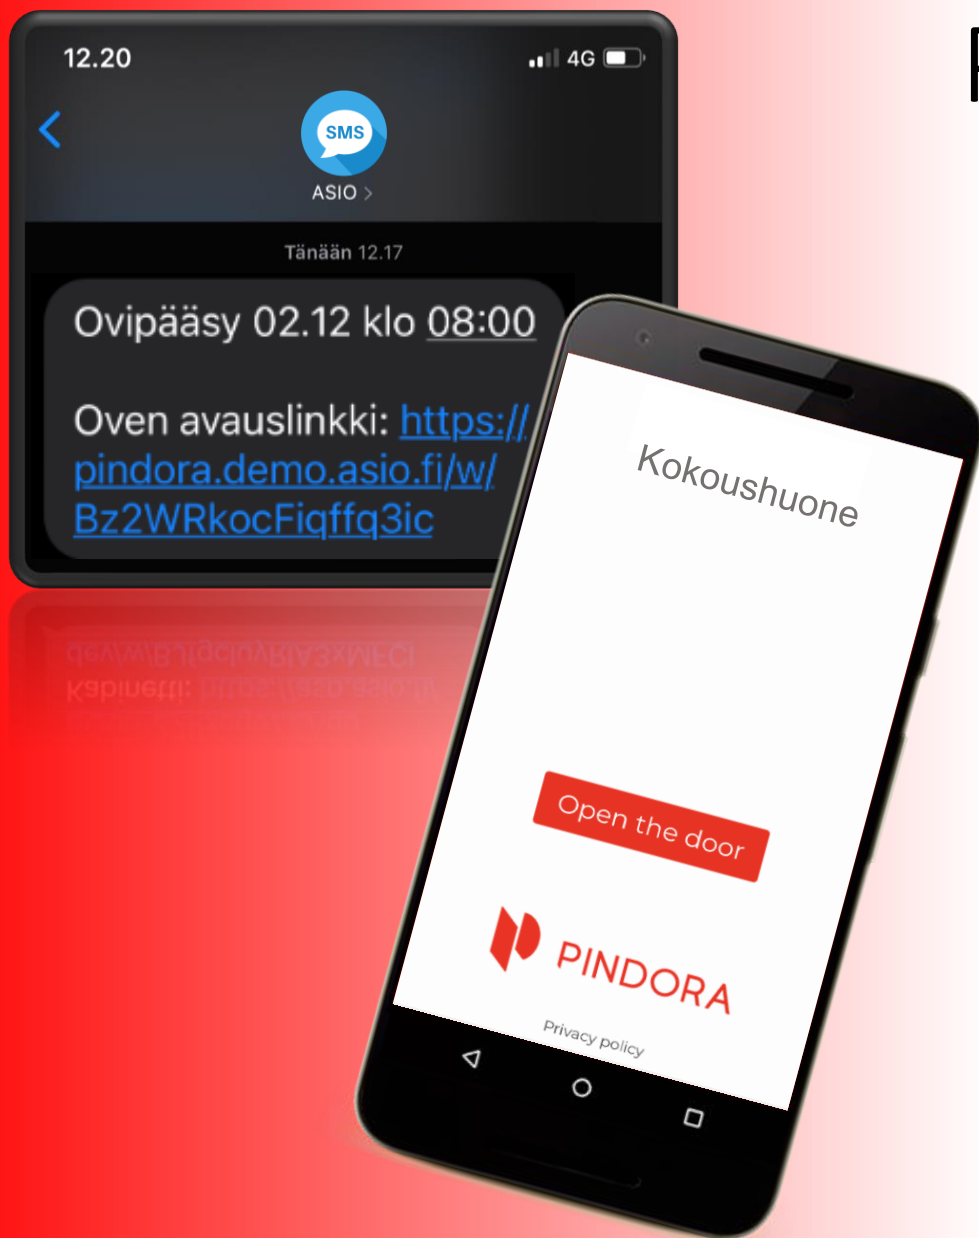 12.20
4G
SMS
ASIO >
Tänään 12.17
Ovipääsy 02.12 klo 08:00
Oven avauslinkki: https://
pindora.demo.asio.fi/w/
Bz2WRkocFiqffq3ic
Kokoushuone
Open the door
PINDORA
Privacy policy
Kabinetti: